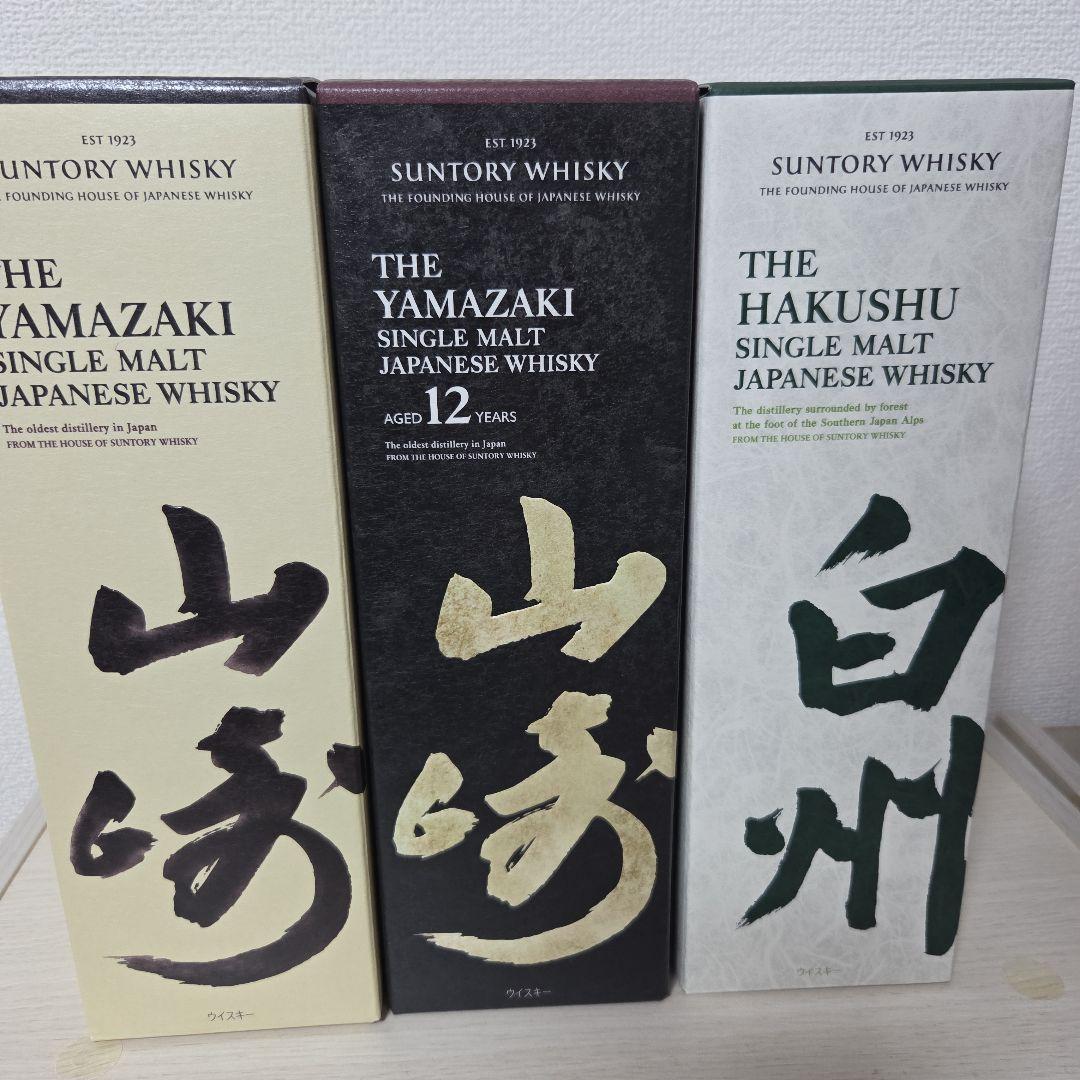 EST 1923
SUNTORY WHISKY
FOUNDING HOUSE OF JAPANESE WHISKY
THE
YAMAZAKI
SINGLE MALT
JAPANESE WHISKY
The oldest distillery in Japan
FROM THE HOUSE OF SUNTORY WHISKY
山
崎
ウイスキー
EST 1923
SUNTORY WHISKY
THE FOUNDING HOUSE OF JAPANESE WHISKY
THE
YAMAZAKI
SINGLE MALT
JAPANESE WHISKY
AGED 12 YEARS
The oldest distillery in Japan
FROM THE HOUSE OF SUNTORY WHISKY
山
崎
ウイスキー
EST 1923
SUNTORY WHISKY
THE FOUNDING HOUSE OF JAPANESE WHISKY
THE
HAKUSHU
SINGLE MALT
JAPANESE WHISKY
The distillery surrounded by forest
at the foot of the Southern Japan Alps
FROM THE HOUSE OF SUNTORY WHISKY
白
州
ウイスキー